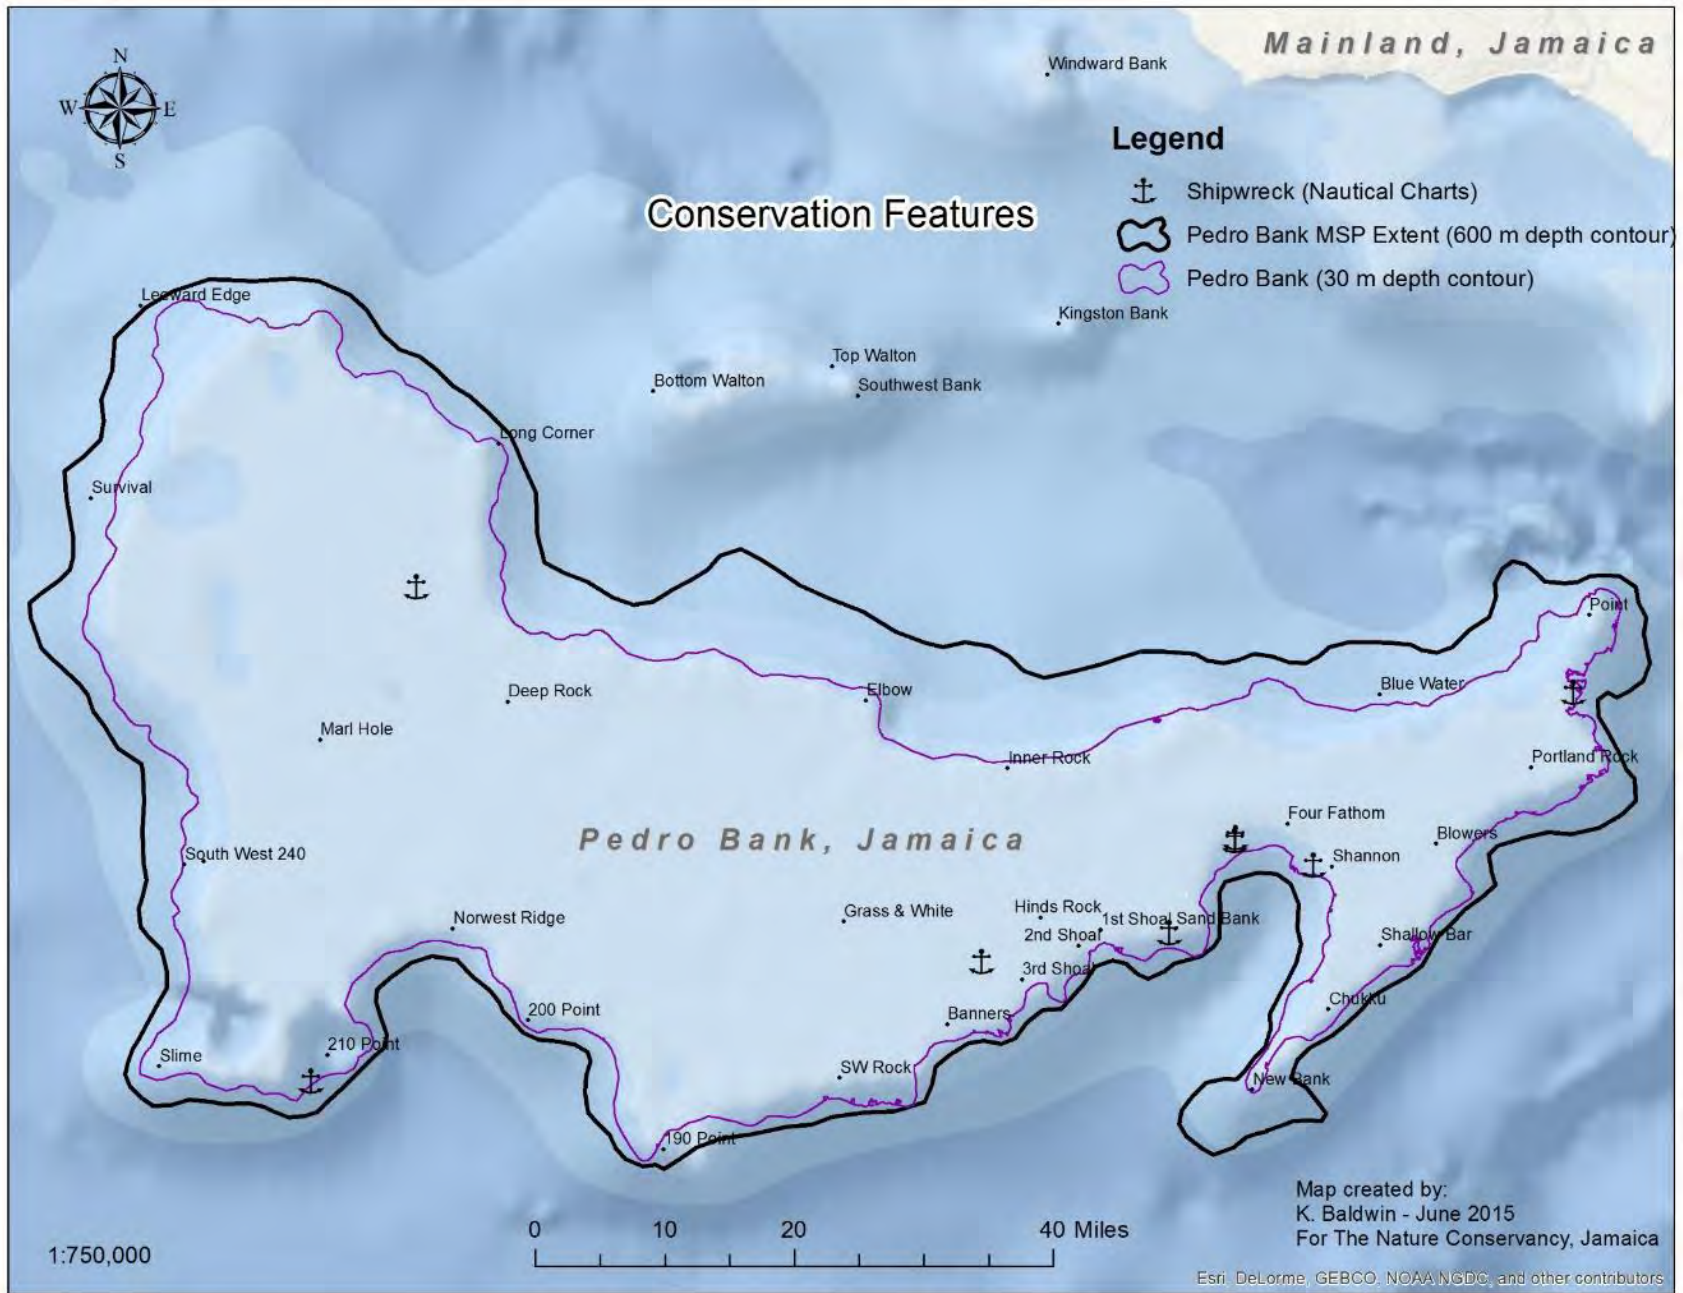 Mainland, Jamaica
Windward Bank
N
W
E
S
Legend
Shipwreck (Nautical Charts)
Pedro Bank MSP Extent (600 m depth contour)
Pedro Bank (30 m depth contour)
Conservation Features
Leeward Edge
Kingston Bank
Top Walton
Bottom Walton
Southwest Bank
Long Corner
Survival
Point
Deep Rock
Elbow
Blue Water
Marl Hole
Inner Rock
Portland Rock
Four Fathom
Pedro Bank, Jamaica
Blowers
South West 240
Shannon
Norwest Ridge
Grass & White
Hinds Rock
1st Shoal Sand Bank
2nd Shoal
Shallow Bar
3rd Shoal
Chukku
200 Point
Banners
210 Point
Slime
SW Rock
New Bank
190 Point
Map created by:
K. Baldwin - June 2015
For The Nature Conservancy, Jamaica
0 10 20 40 Miles
1:750,000
Esri, DeLorme, GEBCO, NOAA NGDC, and other contributors